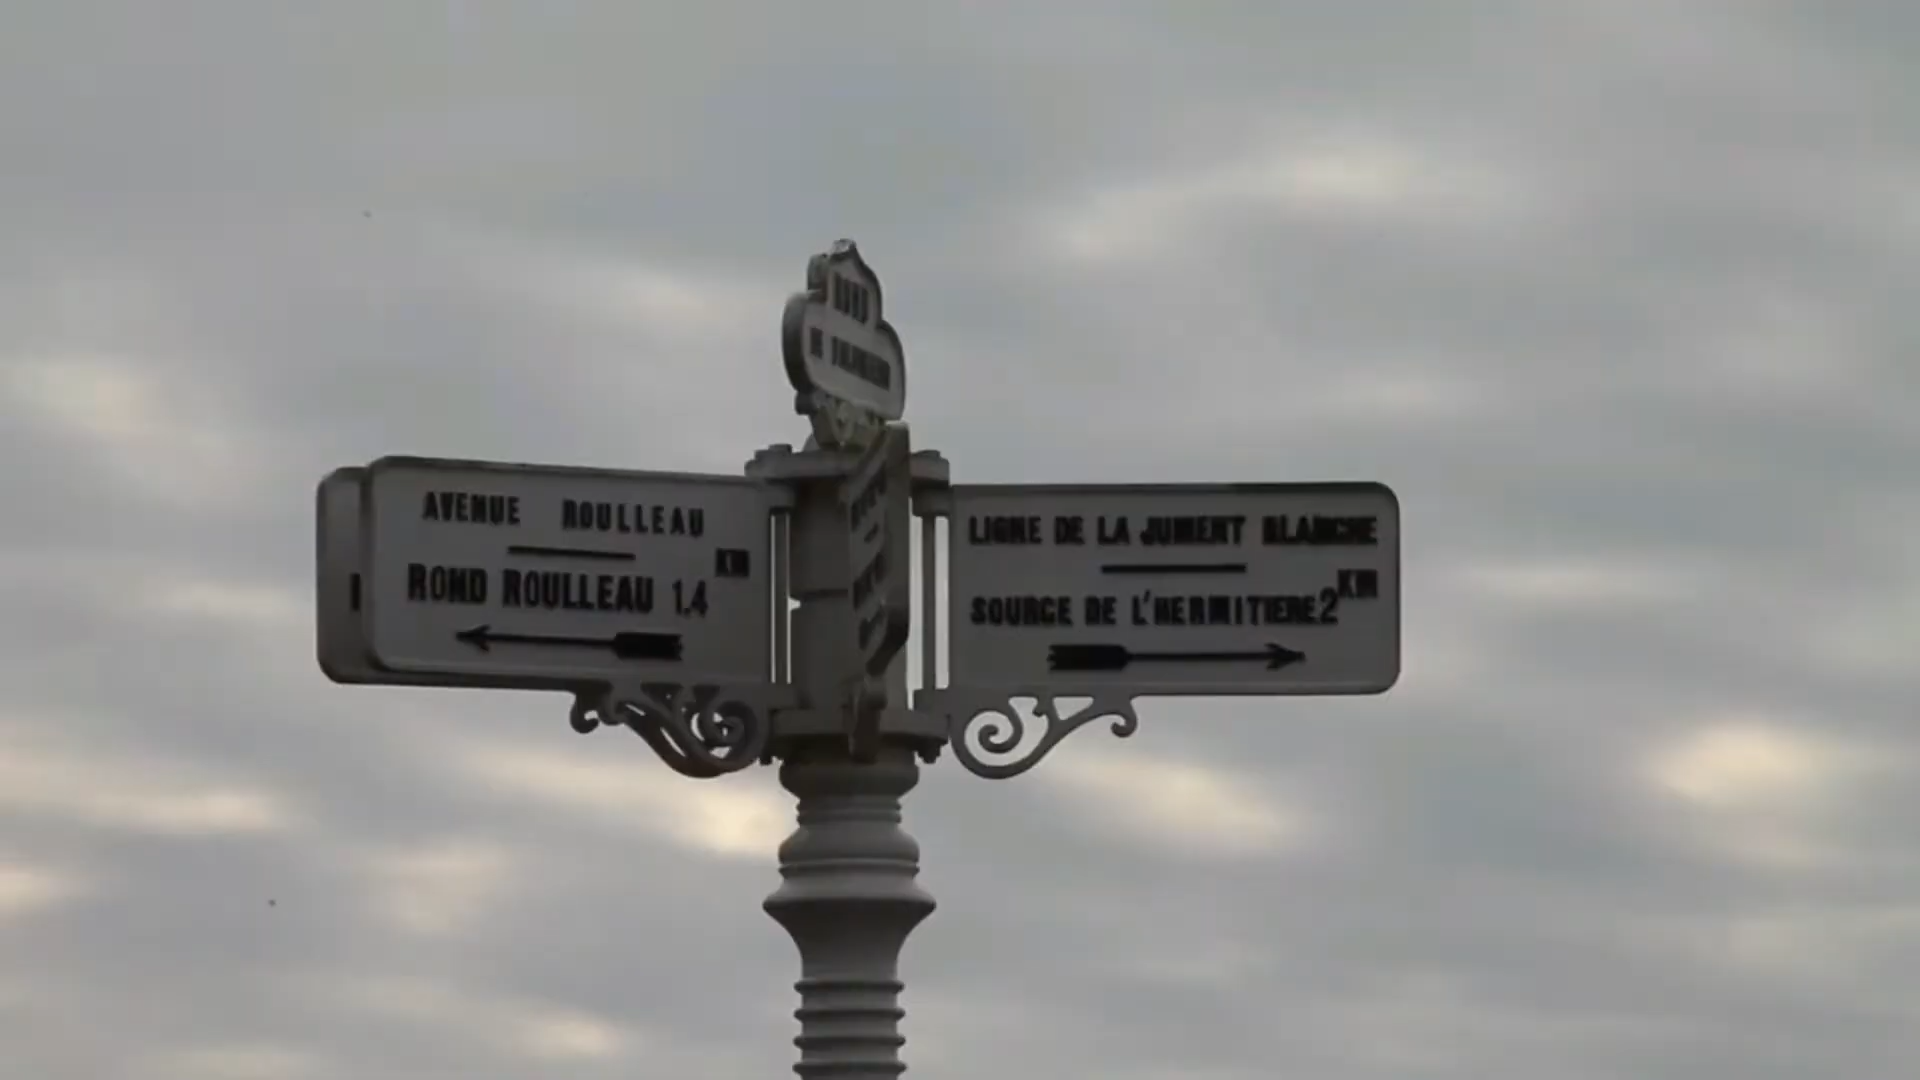 AVENUE ROULLEAU
ROND ROULLEAU 1.4 KM
LIGNE DE LA JUMENT BLANCHE
SOURCE DE L'HERMITIERE 2 KM